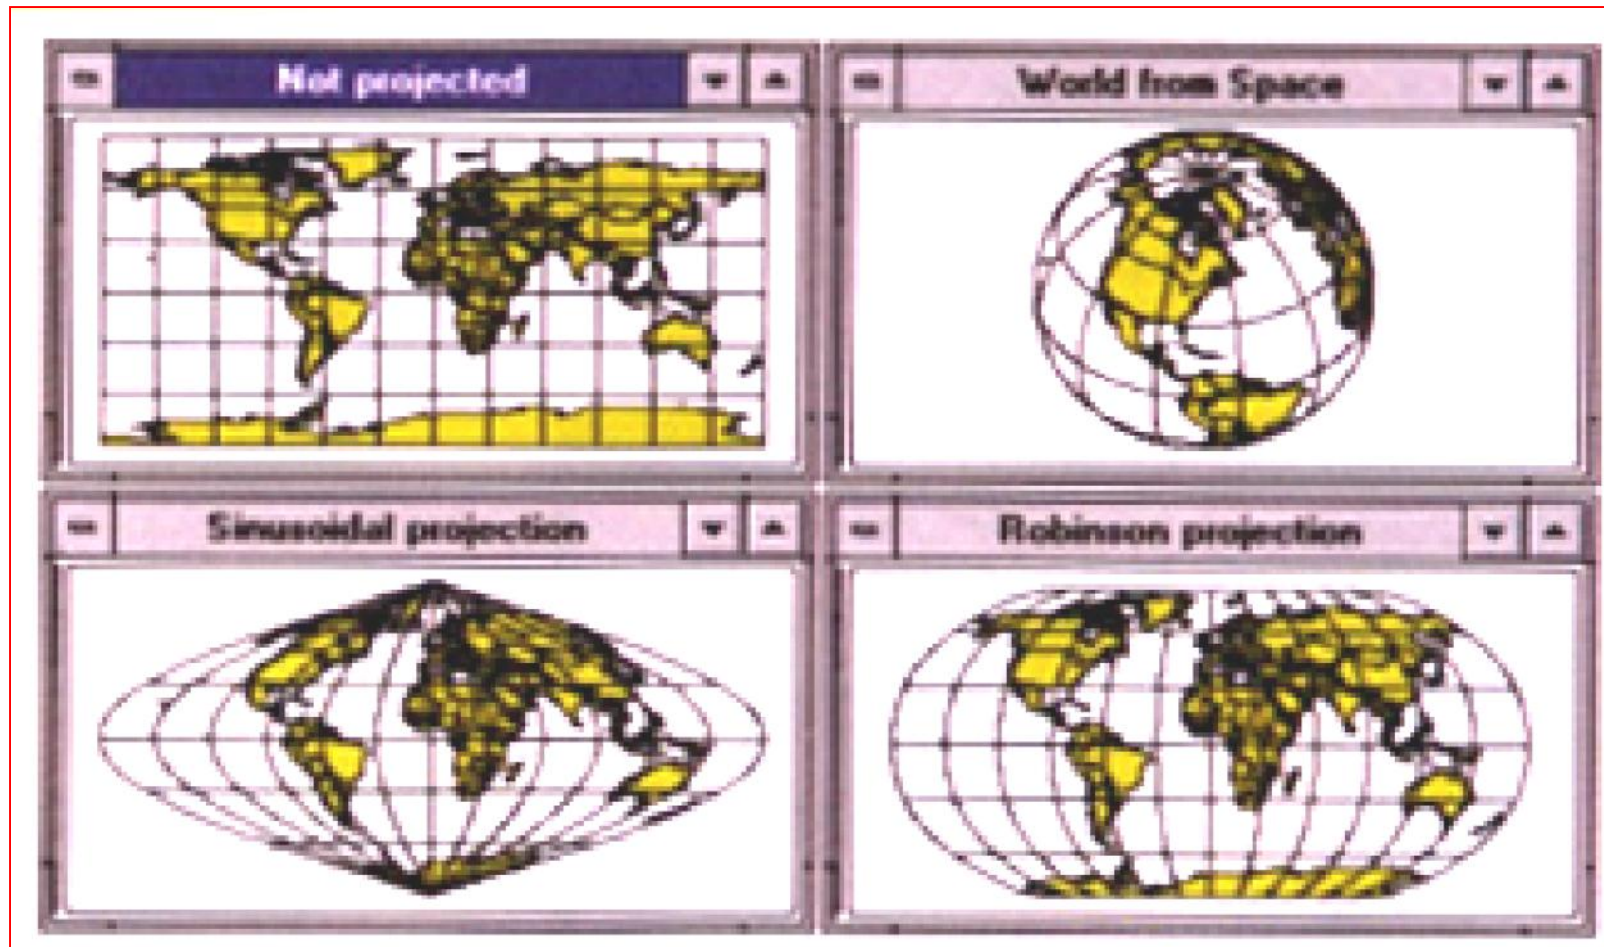 Not projected
World from Space
Sinusoidal projection
Robinson projection